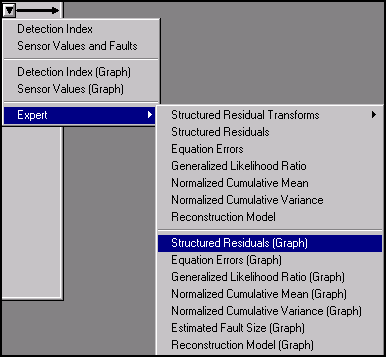 Detection Index
Sensor Values and Faults
Detection Index (Graph)
Sensor Values (Graph)
Expert
Structured Residual Transforms
Structured Residuals
Equation Errors
Generalized Likelihood Ratio
Normalized Cumulative Mean
Normalized Cumulative Variance
Reconstruction Model
Structured Residuals (Graph)
Equation Errors (Graph)
Generalized Likelihood Ratio (Graph)
Normalized Cumulative Mean (Graph)
Normalized Cumulative Variance (Graph)
Estimated Fault Size (Graph)
Reconstruction Model (Graph)